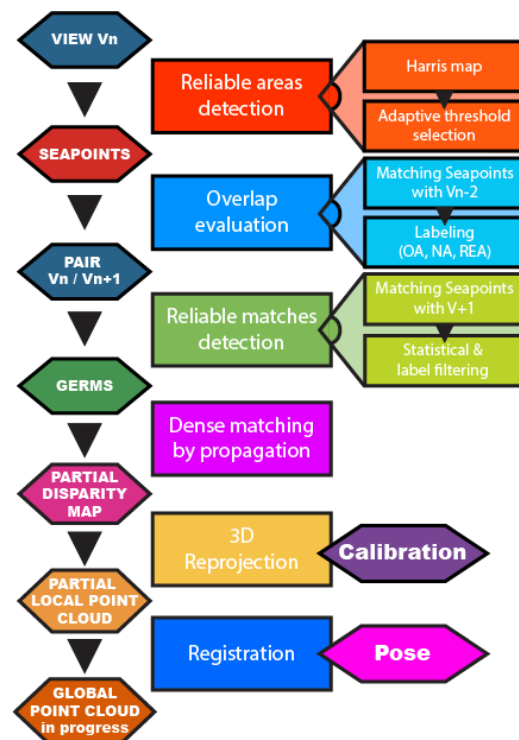 VIEW Vn
Reliable areas
detection
Harris map
Adaptive threshold
selection
SEAPOINTS
Overlap
evaluation
Matching Seapoints
with Vn-2
Labeling
(OA, NA, REA)
PAIR
Vn / Vn+1
Reliable matches
detection
Matching Seapoints
with V+1
Statistical &
label filtering
GERMS
Dense matching
by propagation
PARTIAL
DISPARITY
MAP
3D
Reprojection
Calibration
PARTIAL
LOCAL POINT
CLOUD
Registration
Pose
GLOBAL
POINT CLOUD
in progress